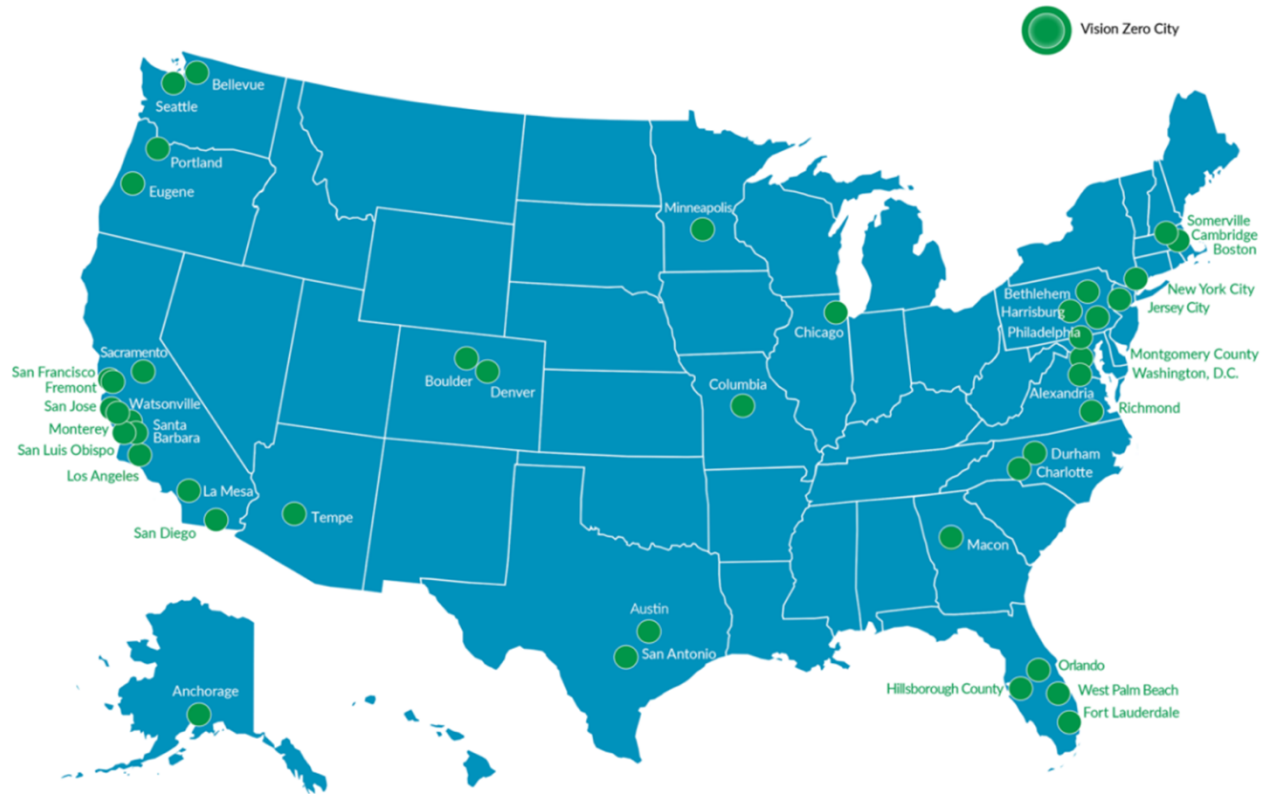 Vision Zero City
Bellevue
Seattle
Portland
Eugene
Minneapolis
Somerville
Cambridge
Boston
New York City
Bethlehem
Jersey City
Harrisburg
Philadelphia
Chicago
Montgomery County
Washington, D.C.
Alexandria
Richmond
Sacramento
San Francisco
Fremont
San Jose
Watsonville
Monterey
Santa
Barbara
San Luis Obispo
Los Angeles
La Mesa
San Diego
Boulder
Denver
Columbia
Tempe
Durham
Charlotte
Macon
Austin
San Antonio
Orlando
Hillsborough County
West Palm Beach
Fort Lauderdale
Anchorage